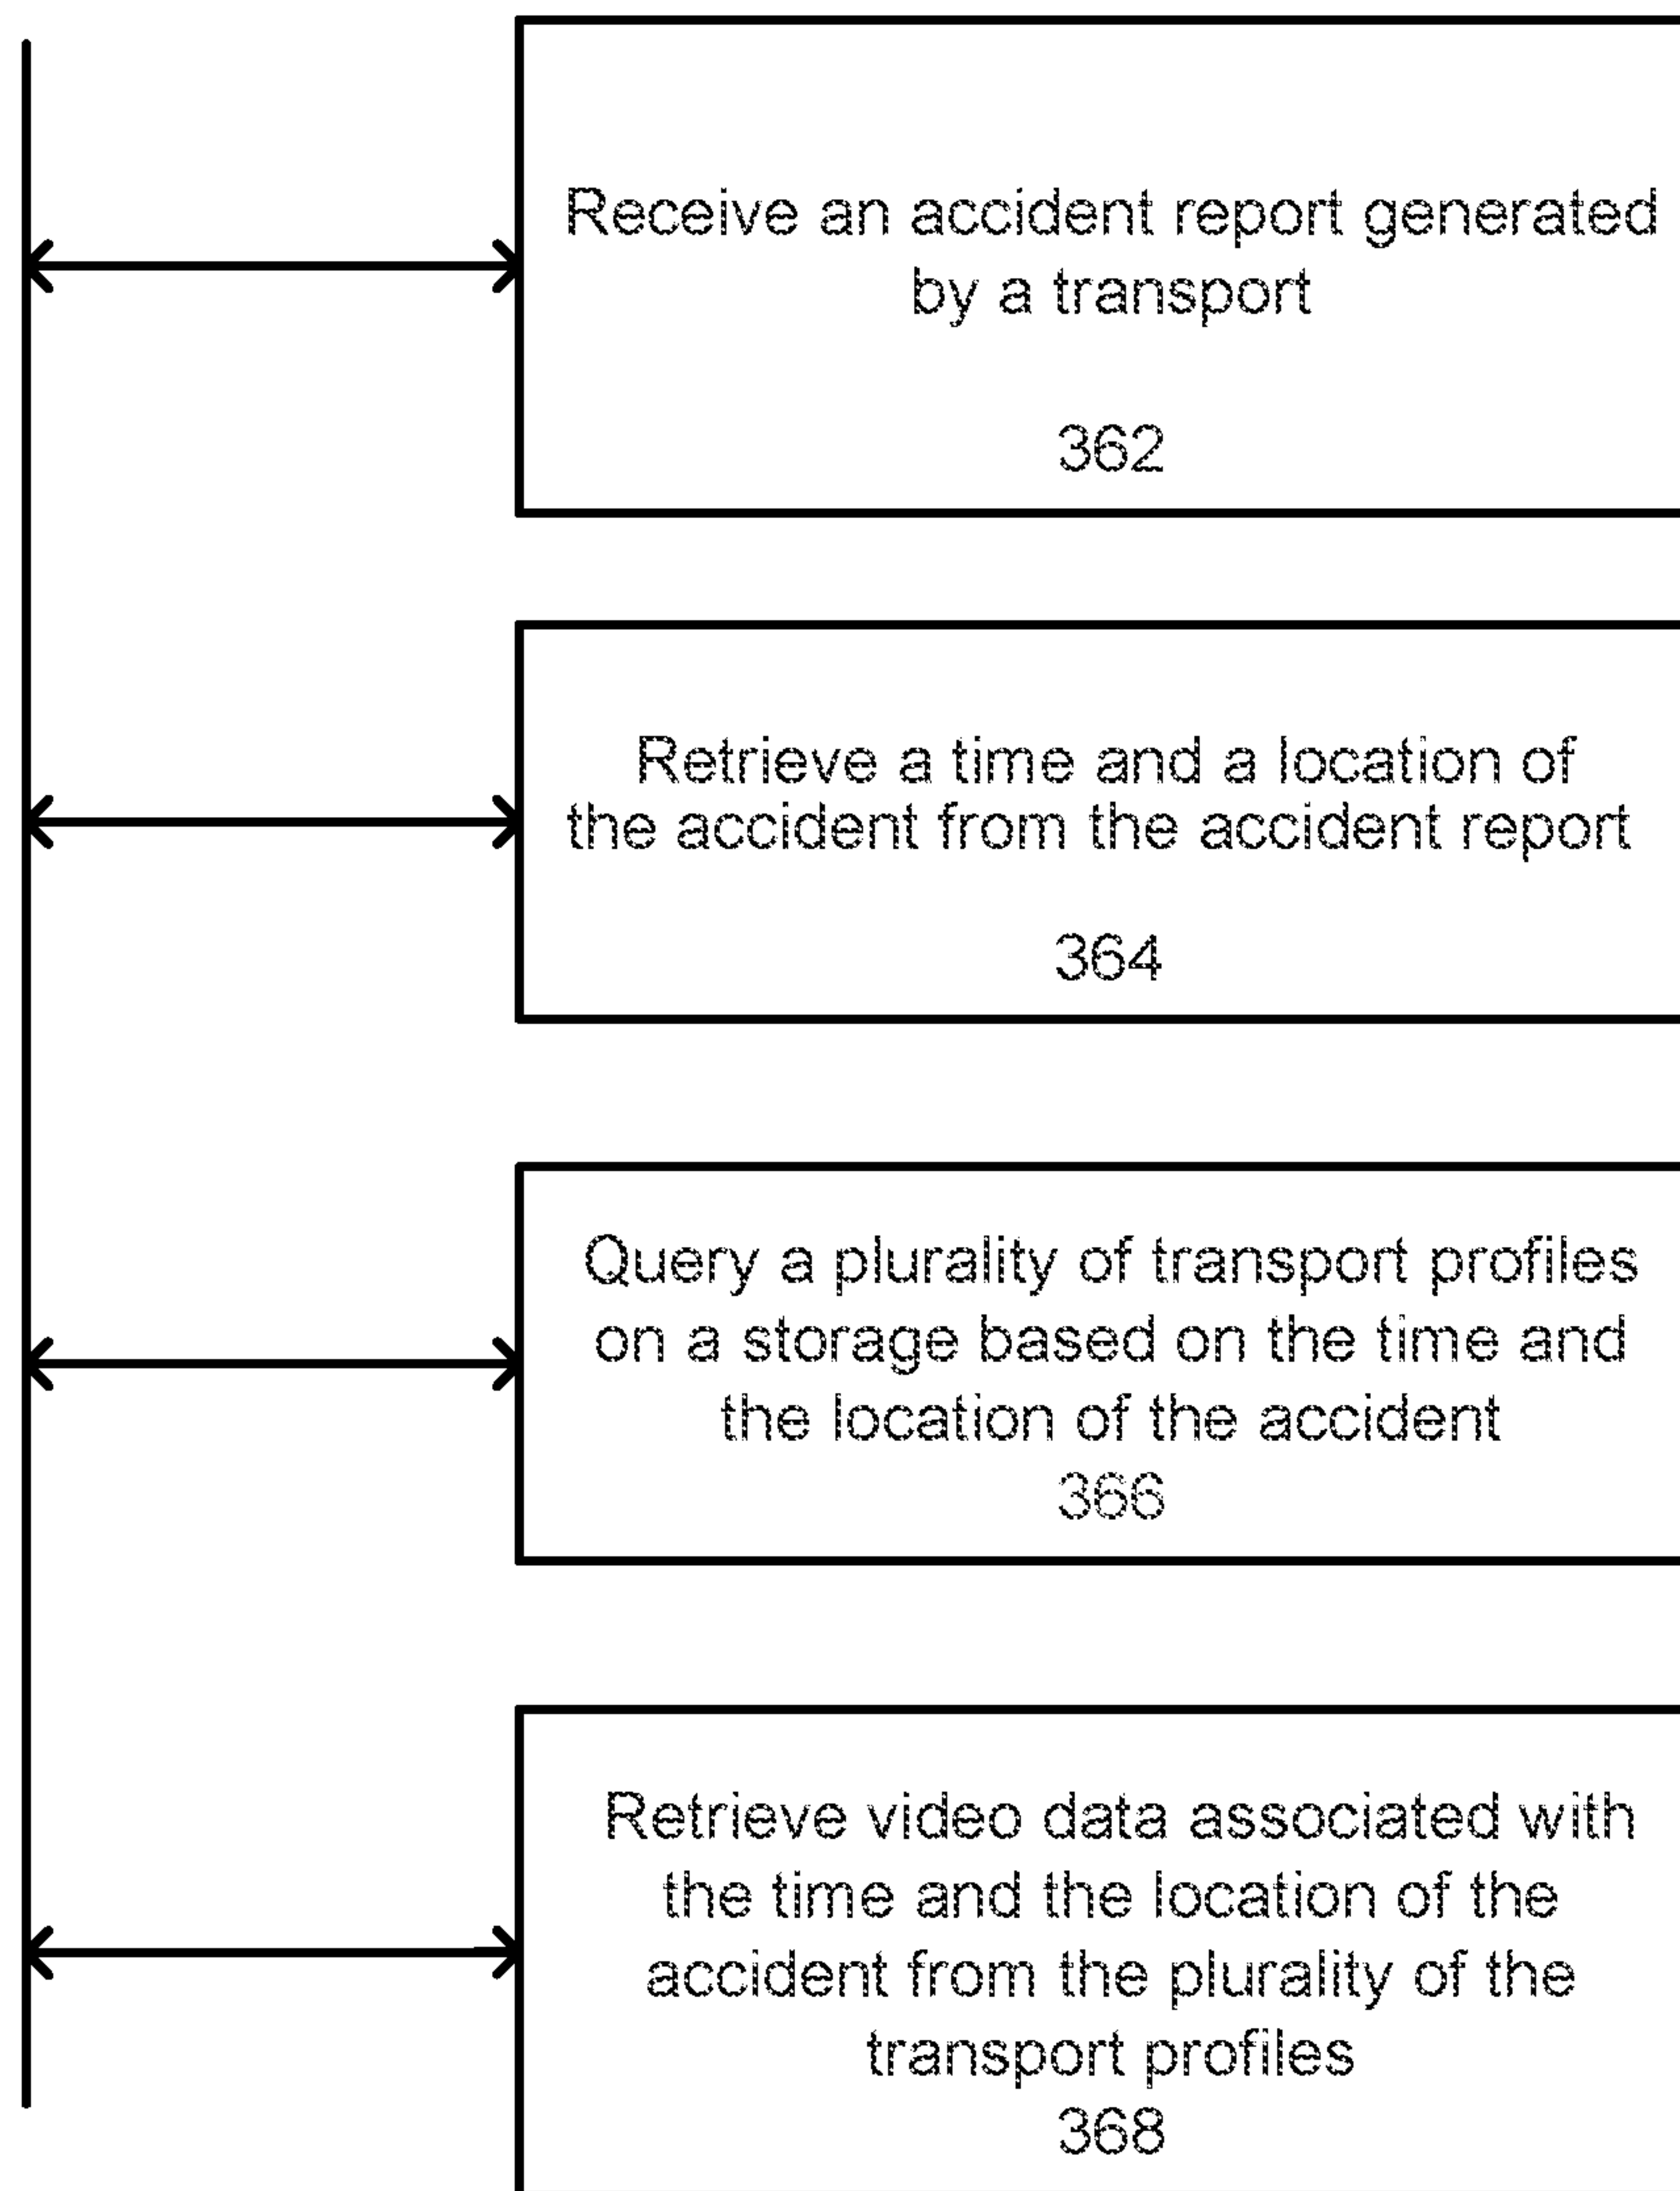 Receive an accident report generated
by a transport
362
Retrieve a time and a location of
the accident from the accident report
364
Query a plurality of transport profiles
on a storage based on the time and
the location of the accident
366
Retrieve video data associated with
the time and the location of the
accident from the plurality of the
transport profiles
368